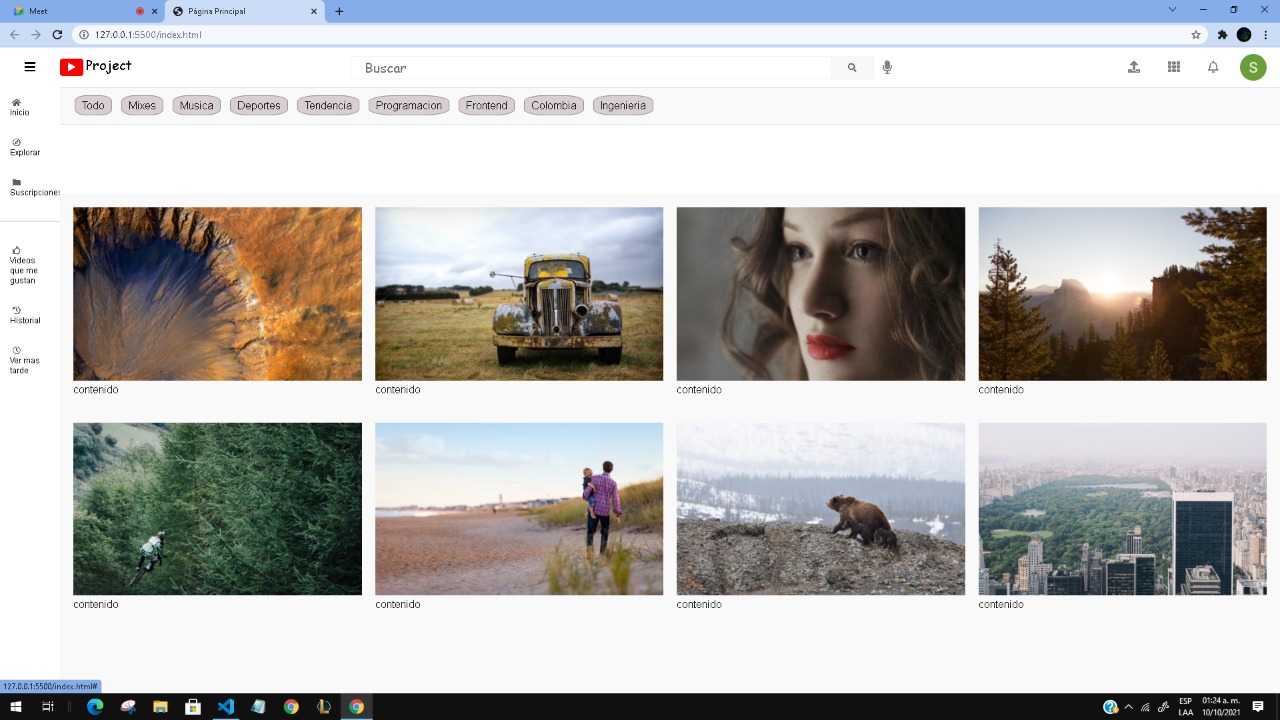 Meet
Página Principal
127.0.0.1:5500/index.html
Project
Buscar
S
Todo
Mixes
Musica
Deportes
Tendencia
Programacion
Frontend
Colombia
Ingenieria
Inicio
Explorar
Suscripciones
Videos
que me
gustan
Historial
Ver mas
tarde
contenido
contenido
contenido
contenido
contenido
contenido
contenido
contenido
127.0.0.1:5500/index.html#
ESP
LAA
01:24 a. m.
10/10/2021